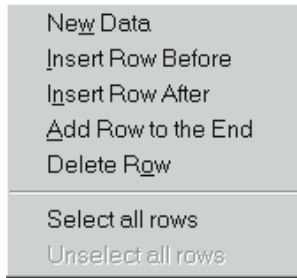 New Data
Insert Row Before
Insert Row After
Add Row to the End
Delete Row
Select all rows
Unselect all rows